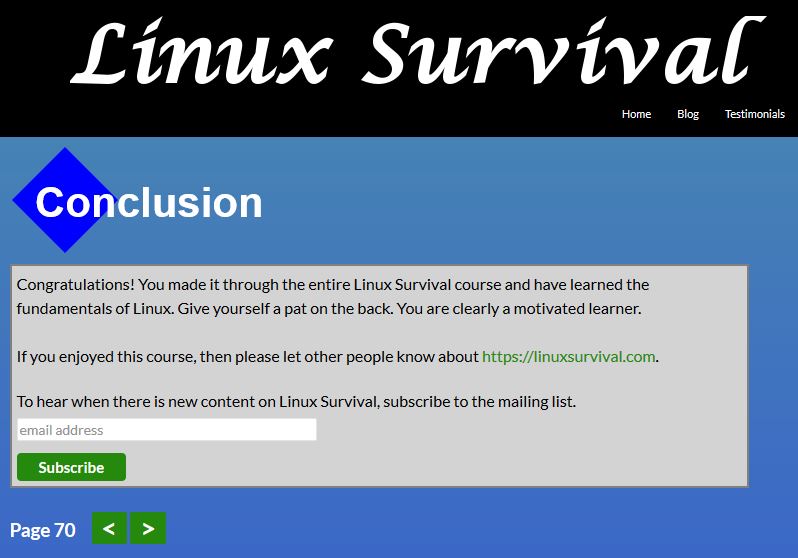 Linux Survival
Home Blog Testimonials
Conclusion
Congratulations! You made it through the entire Linux Survival course and have learned the
fundamentals of Linux. Give yourself a pat on the back. You are clearly a motivated learner.
If you enjoyed this course, then please let other people know about https://linuxsurvival.com.
To hear when there is new content on Linux Survival, subscribe to the mailing list.
email address
Subscribe
Page 70 < >